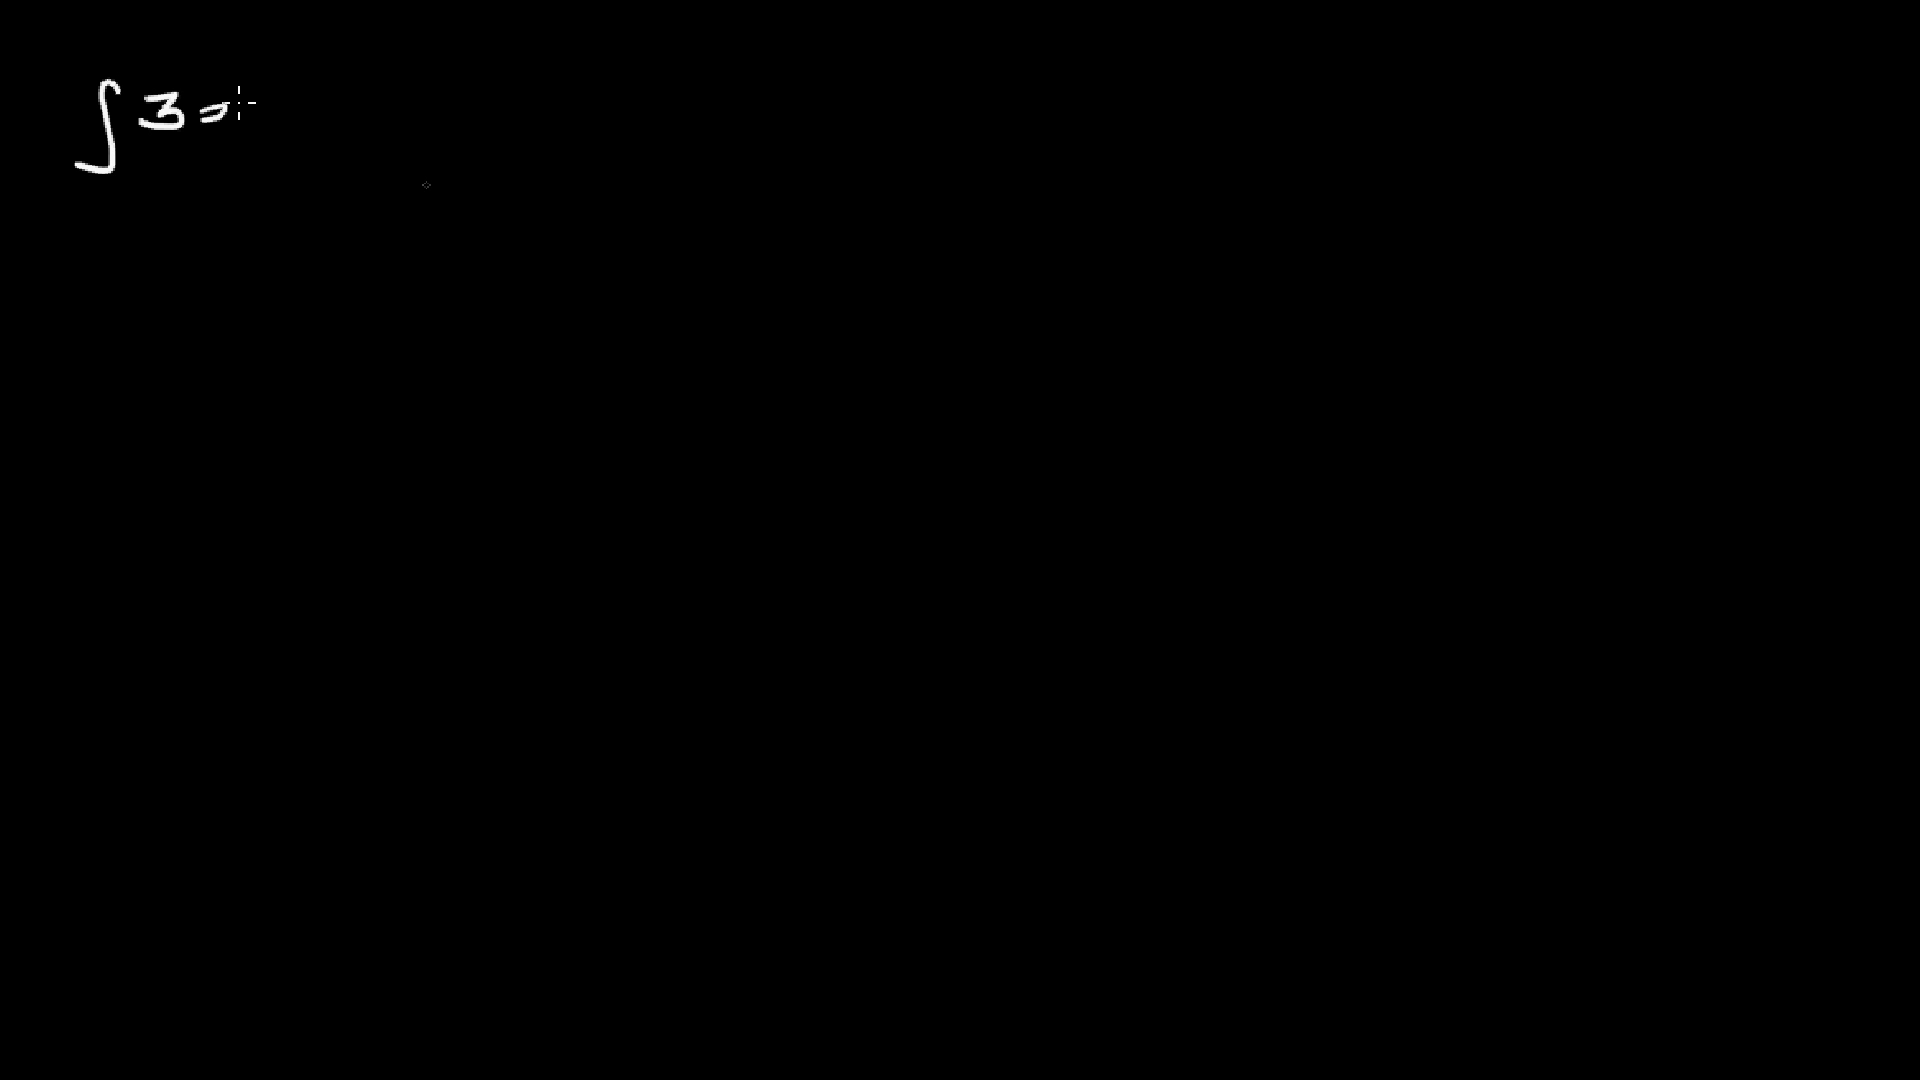 ∫ 3 =